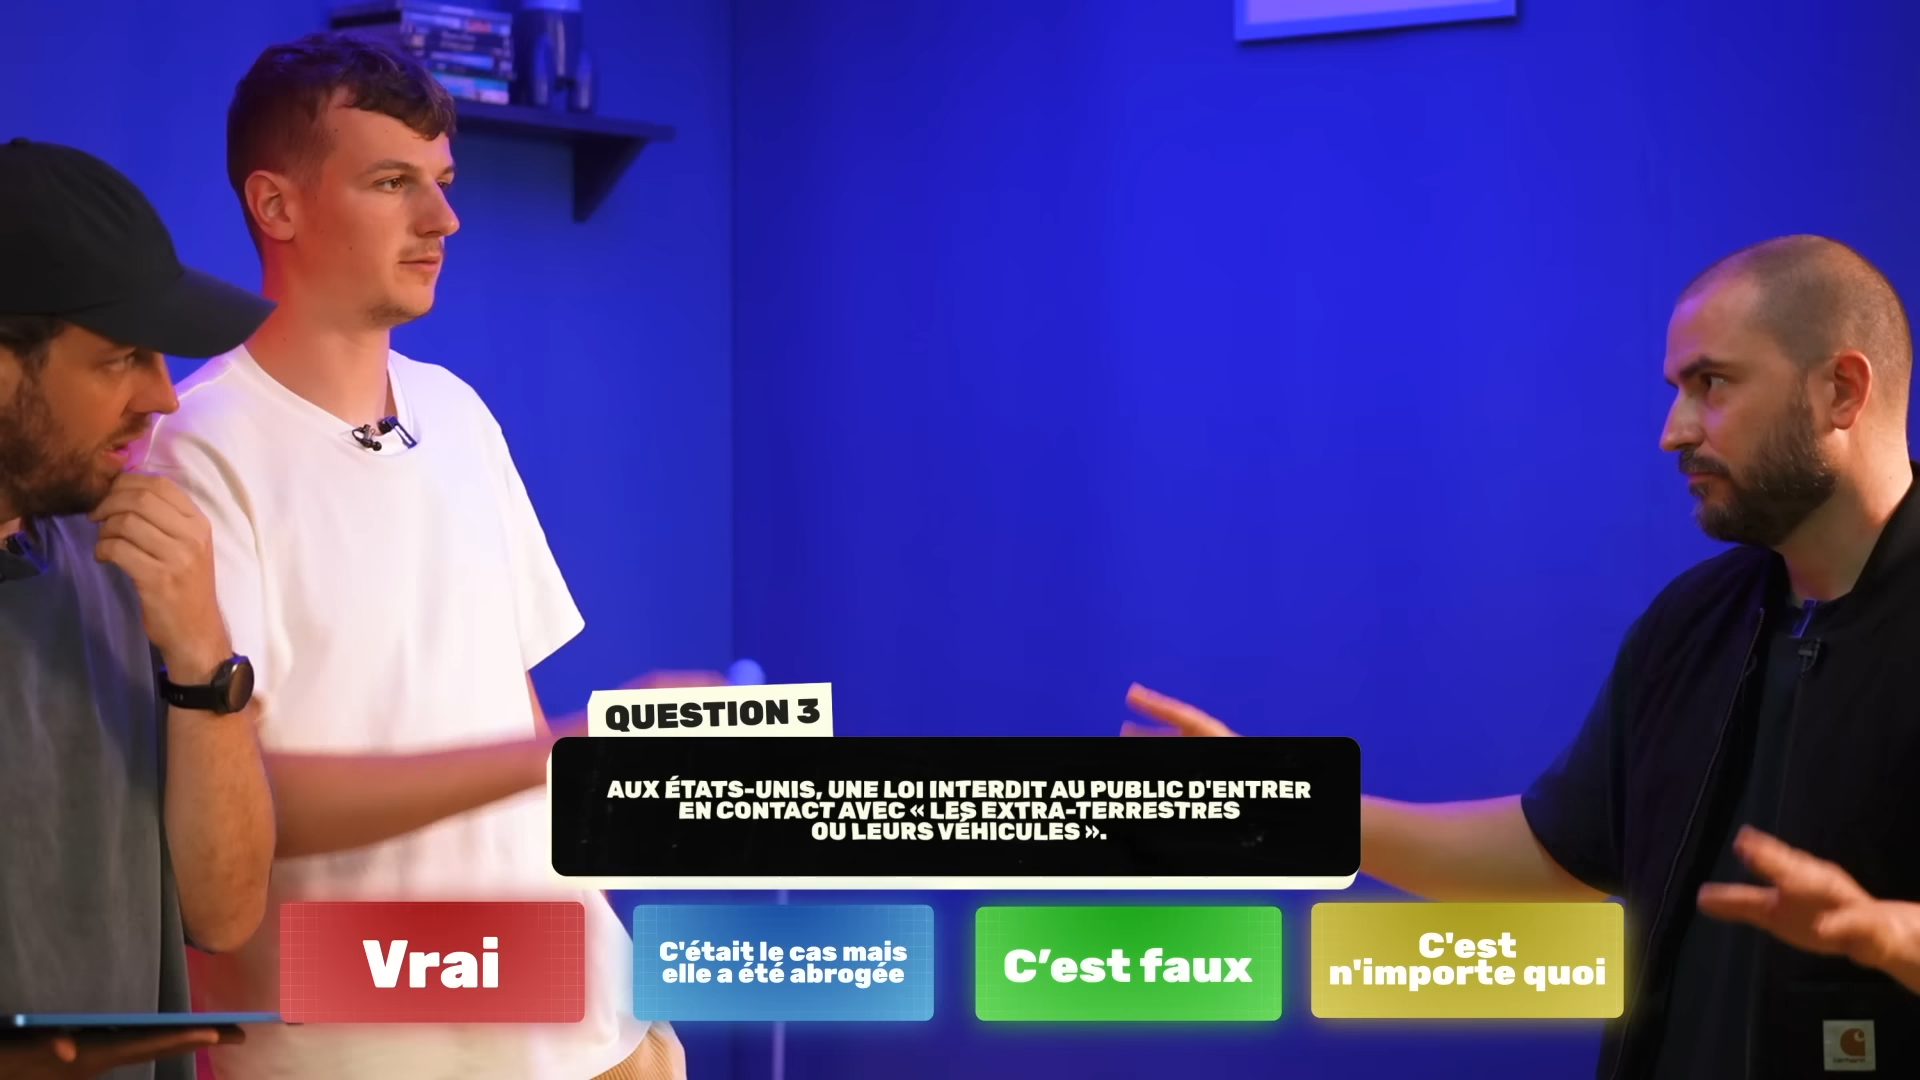 QUESTION 3
AUX ÉTATS-UNIS, UNE LOI INTERDIT AU PUBLIC D'ENTRER
EN CONTACT AVEC « LES EXTRA-TERRESTRES
OU LEURS VÉHICULES ».
Vrai
C'était le cas mais
elle a été abrogée
C’est faux
C'est
n'importe quoi